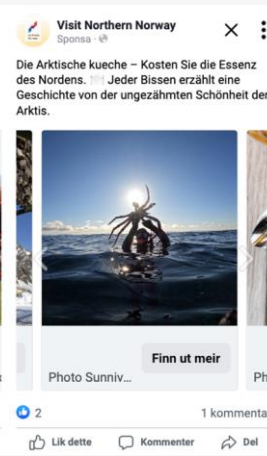 Visit Northern Norway
Sponsa ·
Die Arktische kueche – Kosten Sie die Essenz
des Nordens. 🍽️ Jeder Bissen erzählt eine
Geschichte von der ungezähmten Schönheit der
Arktis.
Finn ut meir
Photo Sunniv...
Ph
2
1 kommenta
Lik dette
Kommenter
Del